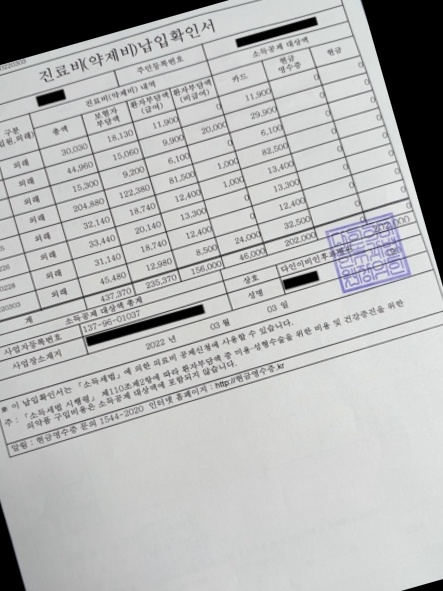 20220303
진료비(약제비)납입확인서
주민등록번호
진료비(약제비) 내역 소득공제 대상액
구분 총액 보험자부담액 환자부담액(급여) 환자부담액(비급여) 카드 현금영수증 현금
외래 30,030 18,130 11,900 0 11,900 0 0
외래 44,960 15,060 9,900 20,000 29,900 0 0
외래 15,300 9,200 6,100 0 6,100 0 0
외래 204,880 122,380 81,500 1,000 82,500 0 0
외래 32,140 18,740 12,400 1,000 13,400 0 0
외래 33,440 20,140 13,300 0 13,300 0 0
외래 31,140 18,740 12,400 0 12,400 0 0
20220303 외래 45,480 12,980 8,500 24,000 32,500 0 0
계 437,370 235,370 156,000 46,000 202,000
소득공제 대상액 총계 202,000
사업자등록번호 137-96-01037 상호
사업장소재지 성명
2022 년 03 월 03 일
※ 이 납입확인서는 「소득세법」에 의한 의료비 공제신청에 사용할 수 있습니다.
주 : 「소득세법 시행령」 제110조제2항에 따라 환자부담액 중 미용·성형수술을 위한 비용 및 건강증진을 위한
의약품 구입비용은 소득공제 대상액에 포함되지 않습니다.
알림 : 현금영수증 문의 1544-2020 인터넷 홈페이지 : http://현금영수증.kr